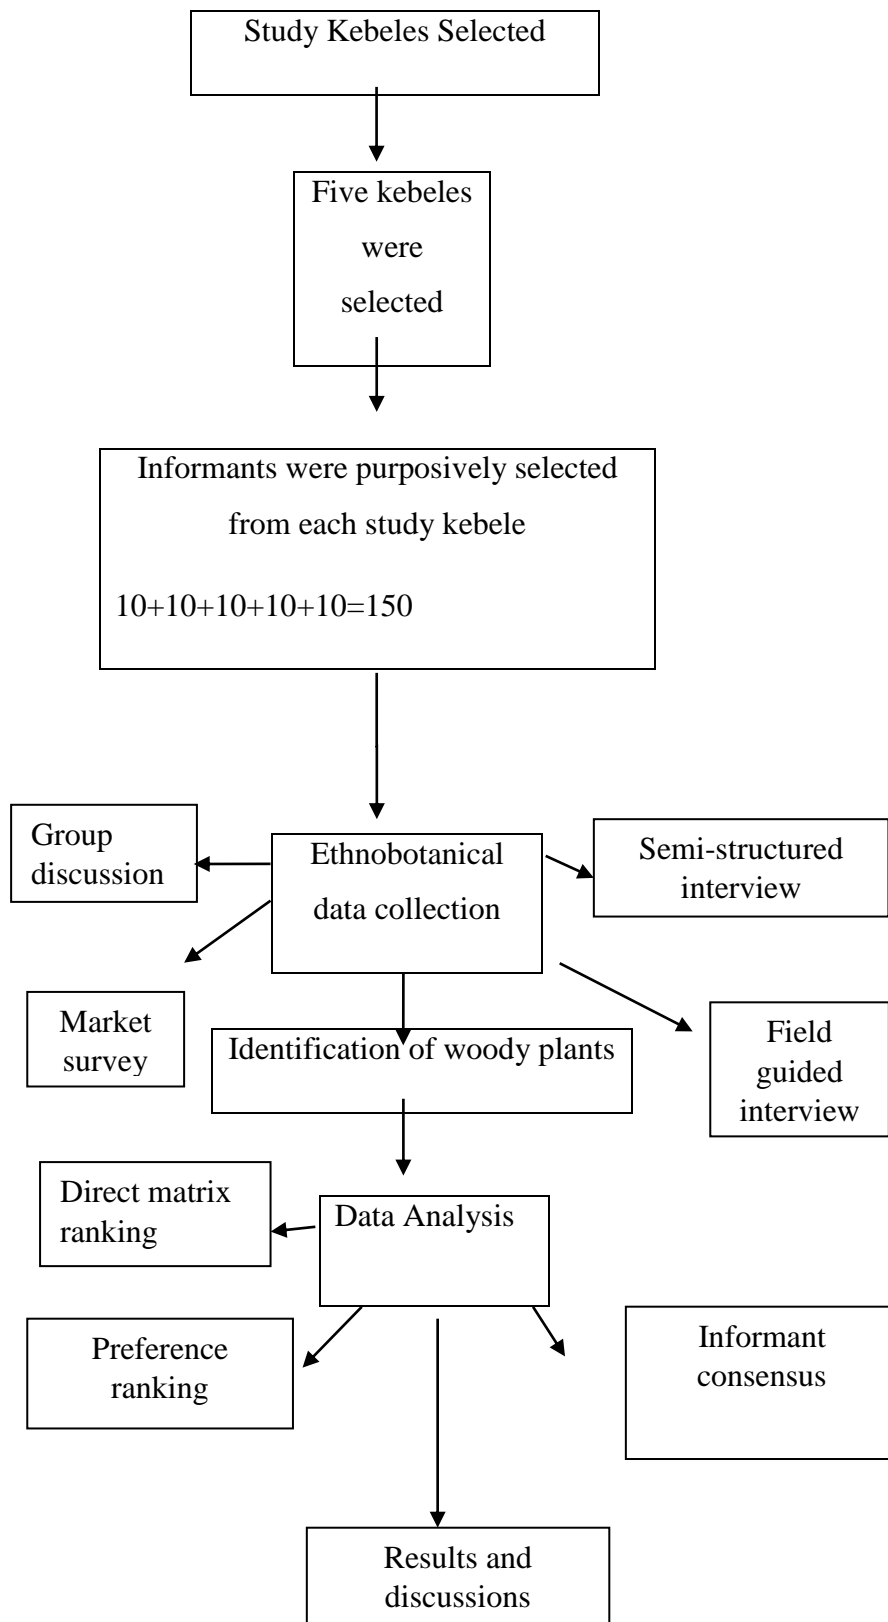 Study Kebeles Selected
Five kebeles
were
selected
Informants were purposively selected
from each study kebele
10+10+10+10+10=150
Group
discussion
Ethnobotanical
data collection
Semi-structured
interview
Market
survey
Identification of woody plants
Field
guided
interview
Direct matrix
ranking
Data Analysis
Preference
ranking
Informant
consensus
Results and
discussions